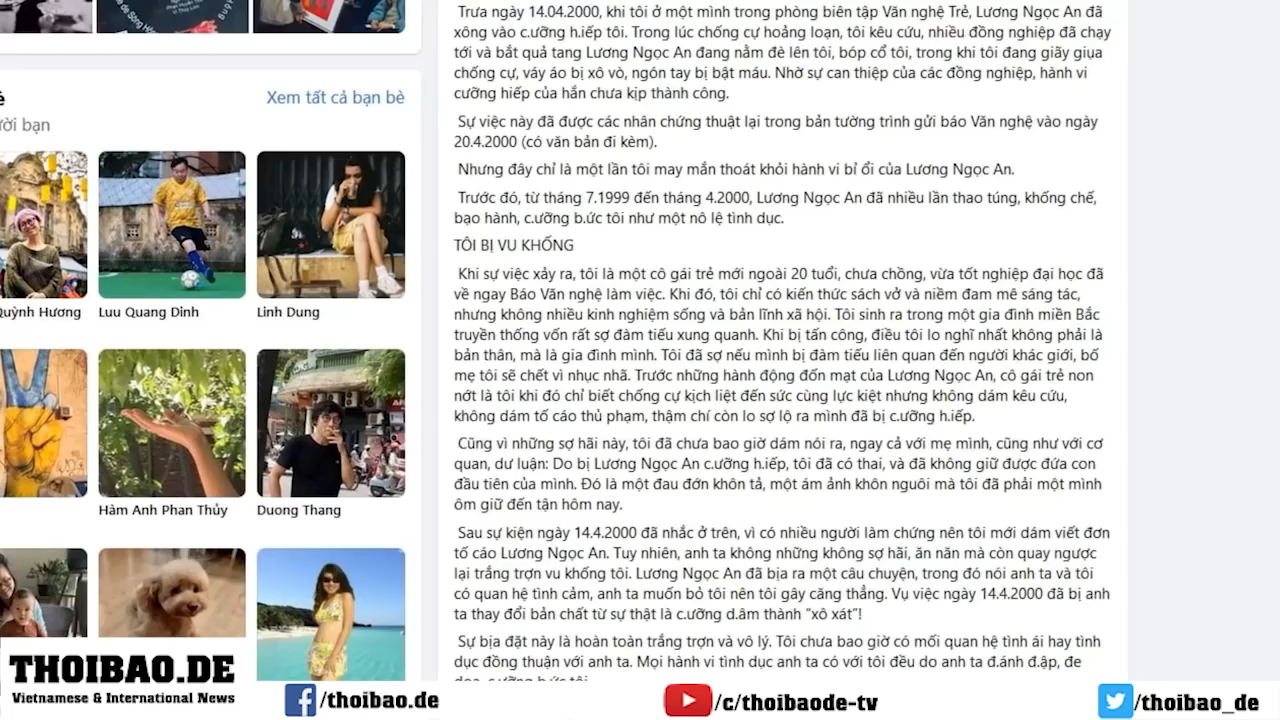 Xem tất cả bạn bè
Quỳnh Hương
Luu Quang Dinh
Linh Dung
Hàm Anh Phan Thủy
Duong Thang
Trưa ngày 14.04.2000, khi tôi ở một mình trong phòng biên tập Văn nghệ Trẻ, Lương Ngọc An đã
xông vào c.ưỡng h.iếp tôi. Trong lúc chống cự hoảng loạn, tôi kêu cứu, nhiều đồng nghiệp đã chạy
tới và bắt quả tang Lương Ngọc An đang nằm đè lên tôi, bóp cổ tôi, trong khi tôi đang giãy giụa
chống cự, váy áo bị xô vò, ngón tay bị bật máu. Nhờ sự can thiệp của các đồng nghiệp, hành vi
cưỡng hiếp của hắn chưa kịp thành công.
Sự việc này đã được các nhân chứng thuật lại trong bản tường trình gửi báo Văn nghệ vào ngày
20.4.2000 (có văn bản đi kèm).
Nhưng đây chỉ là một lần tôi may mắn thoát khỏi hành vi bỉ ổi của Lương Ngọc An.
Trước đó, từ tháng 7.1999 đến tháng 4.2000, Lương Ngọc An đã nhiều lần thao túng, khống chế,
bạo hành, c.ưỡng b.ức tôi như một nô lệ tình dục.
TÔI BỊ VU KHỐNG
Khi sự việc xảy ra, tôi là một cô gái trẻ mới ngoài 20 tuổi, chưa chồng, vừa tốt nghiệp đại học đã
về ngay Báo Văn nghệ làm việc. Khi đó, tôi chỉ có kiến thức sách vở và niềm đam mê sáng tác,
nhưng không nhiều kinh nghiệm sống và bản lĩnh xã hội. Tôi sinh ra trong một gia đình miền Bắc
truyền thống vốn rất sợ đàm tiếu xung quanh. Khi bị tấn công, điều tôi lo nghĩ nhất không phải là
bản thân, mà là gia đình mình. Tôi đã sợ nếu mình bị đàm tiếu liên quan đến người khác giới, bố
mẹ tôi sẽ chết vì nhục nhã. Trước những hành động đốn mạt của Lương Ngọc An, cô gái trẻ non
nớt là tôi khi đó chỉ biết chống cự kịch liệt đến sức cùng lực kiệt nhưng không dám kêu cứu,
không dám tố cáo thủ phạm, thậm chí còn lo sợ lộ ra mình đã bị c.ưỡng h.iếp.
Cũng vì những sợ hãi này, tôi đã chưa bao giờ dám nói ra, ngay cả với mẹ mình, cũng như với cơ
quan, dư luận: Do bị Lương Ngọc An c.ưỡng h.iếp, tôi đã có thai, và đã không giữ được đứa con
đầu tiên của mình. Đó là một đau đớn khôn tả, một ám ảnh khôn nguôi mà tôi đã phải một mình
ôm giữ đến tận hôm nay.
Sau sự kiện ngày 14.4.2000 đã nhắc ở trên, vì có nhiều người làm chứng nên tôi mới dám viết đơn
tố cáo Lương Ngọc An. Tuy nhiên, anh ta không những không sợ hãi, ăn năn mà còn quay ngược
lại trắng trợn vu khống tôi. Lương Ngọc An đã bịa ra một câu chuyện, trong đó nói anh ta và tôi
có quan hệ tình cảm, anh ta muốn bỏ tôi nên tôi gây căng thẳng. Vụ việc ngày 14.4.2000 đã bị anh
ta thay đổi bản chất từ sự thật là c.ưỡng d.âm thành “xô xát”!
Sự bịa đặt này là hoàn toàn trắng trợn và vô lý. Tôi chưa bao giờ có mối quan hệ tình ái hay tình
dục đồng thuận với anh ta. Mọi hành vi tình dục anh ta có với tôi đều do anh ta đ.ánh đ.ập, đe
THOIBAO.DE
Vietnamese & International News
/thoibao.de
/c/thoibaode-tv
/thoibao_de